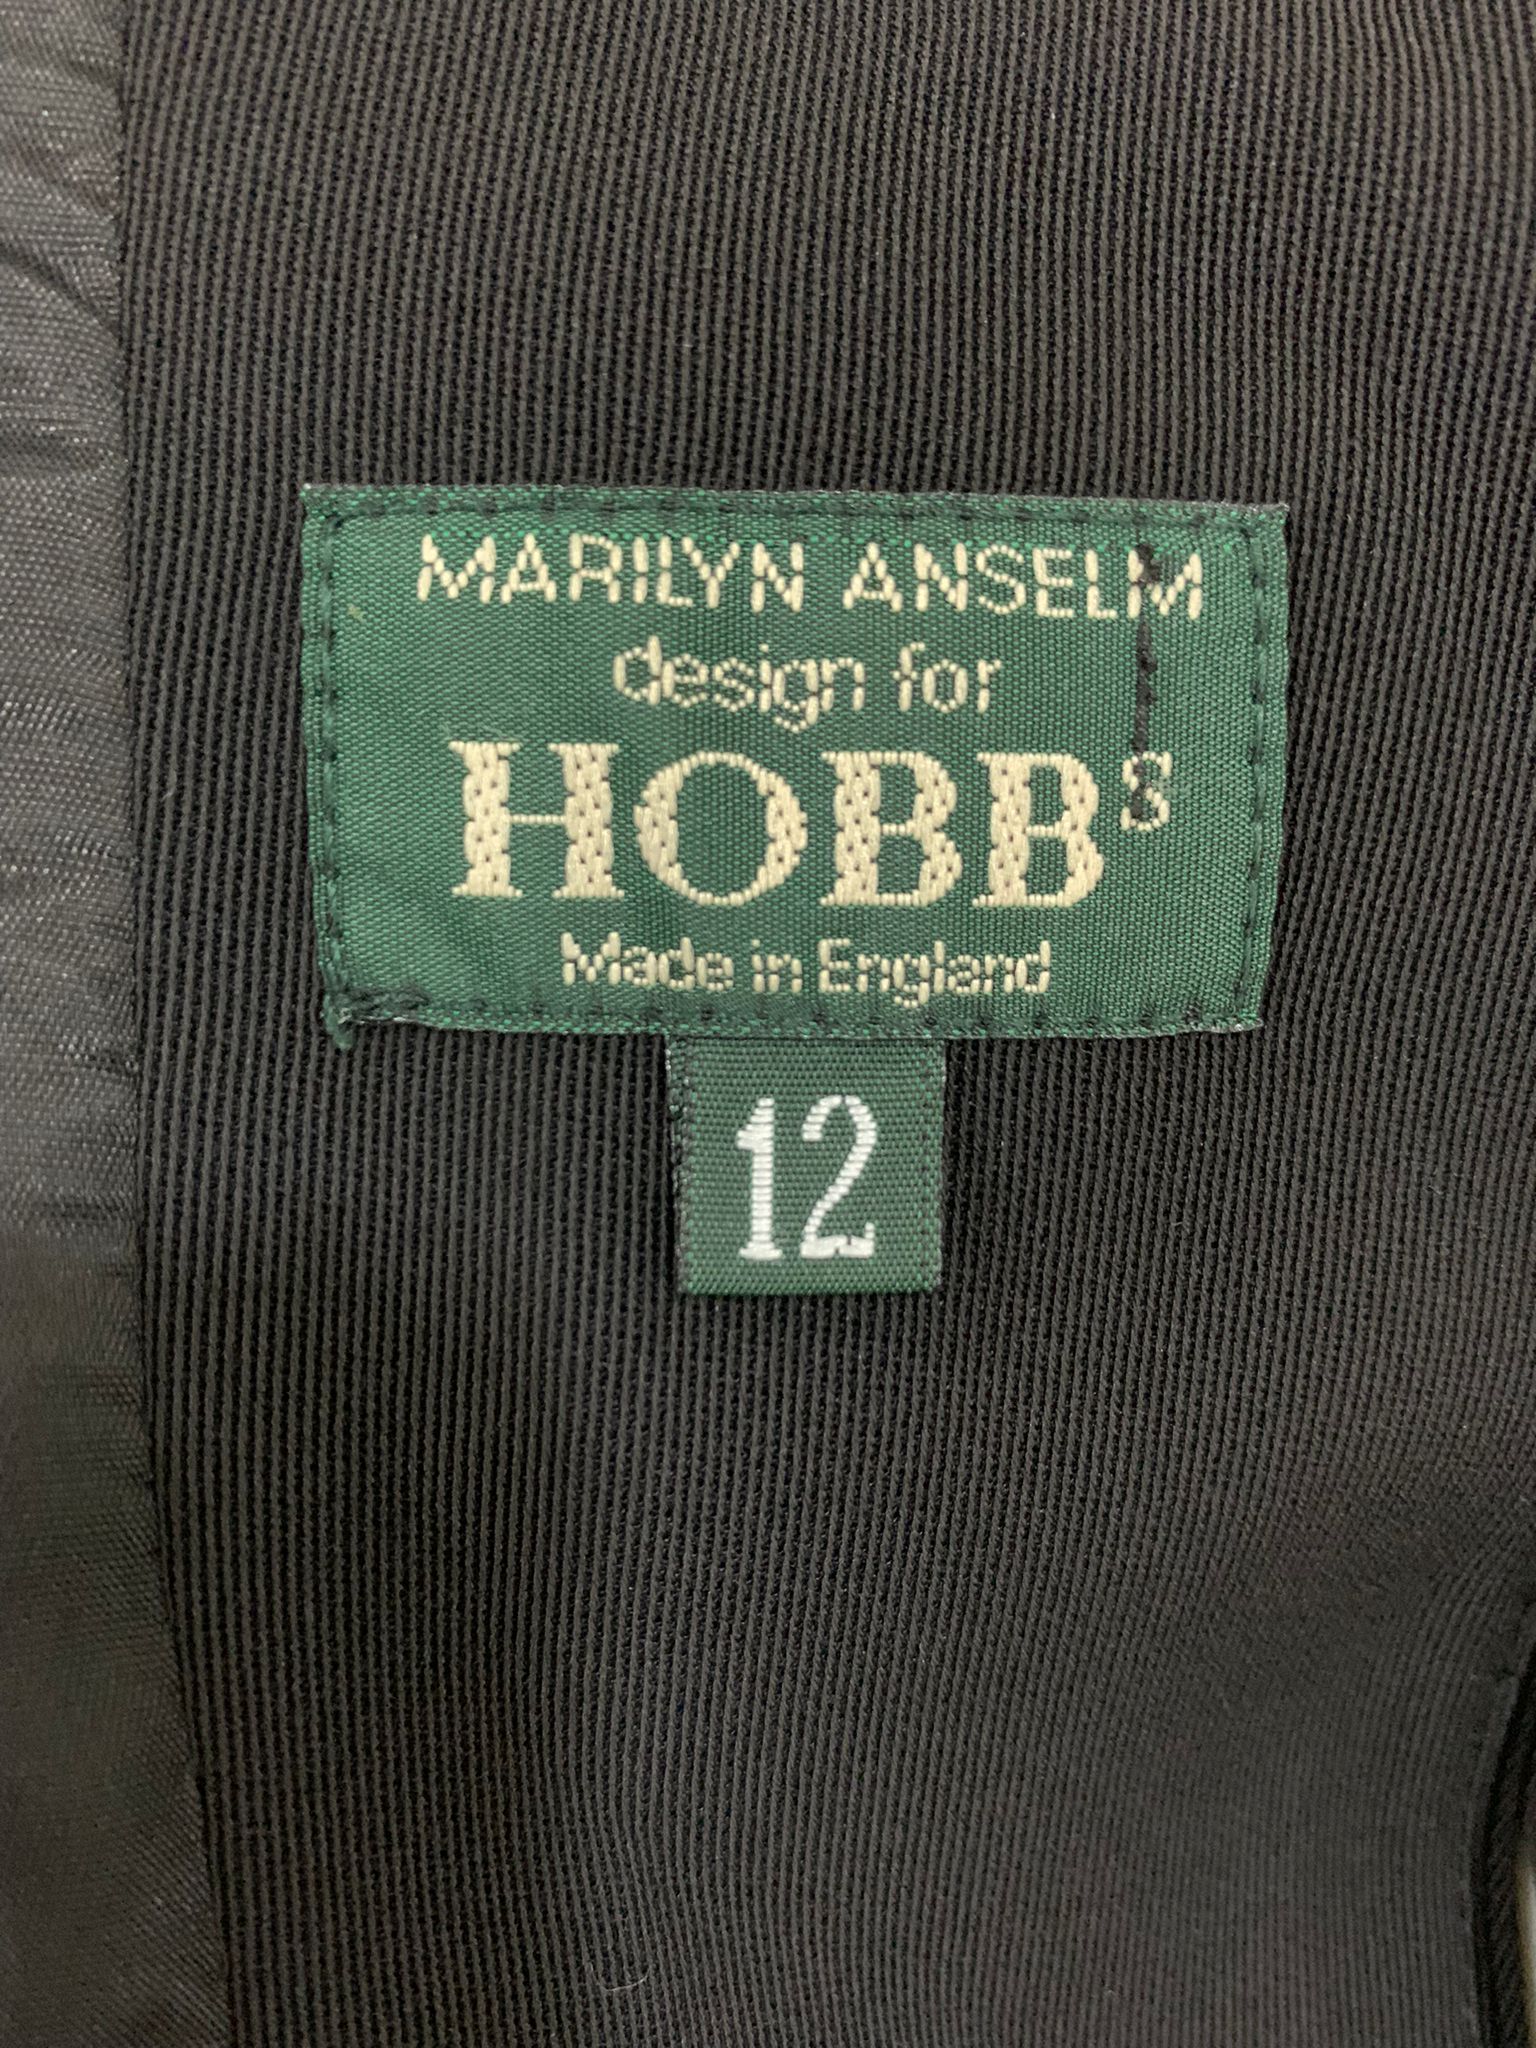 MARILYN ANSELM
design for
HOBBS
Made in England
12